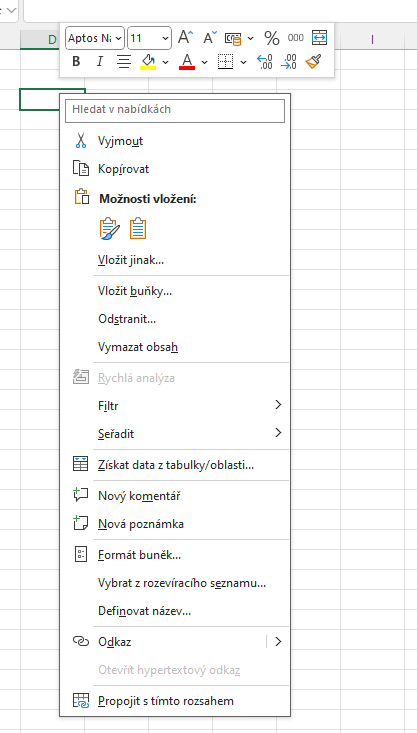 Aptos Na
11
A
A
%
000
D
I
B
I
A
,00
Hledat v nabídkách
Vyjmout
Kopírovat
Možnosti vložení:
Vložit jinak...
Vložit buňky...
Odstranit...
Vymazat obsah
Rychlá analýza
Filtr
Seřadit
Získat data z tabulky/oblasti...
Nový komentář
Nová poznámka
Formát buněk...
Vybrat z rozevíracího seznamu...
Definovat název...
Odkaz
Otevřít hypertextový odkaz
Propojit s tímto rozsahem